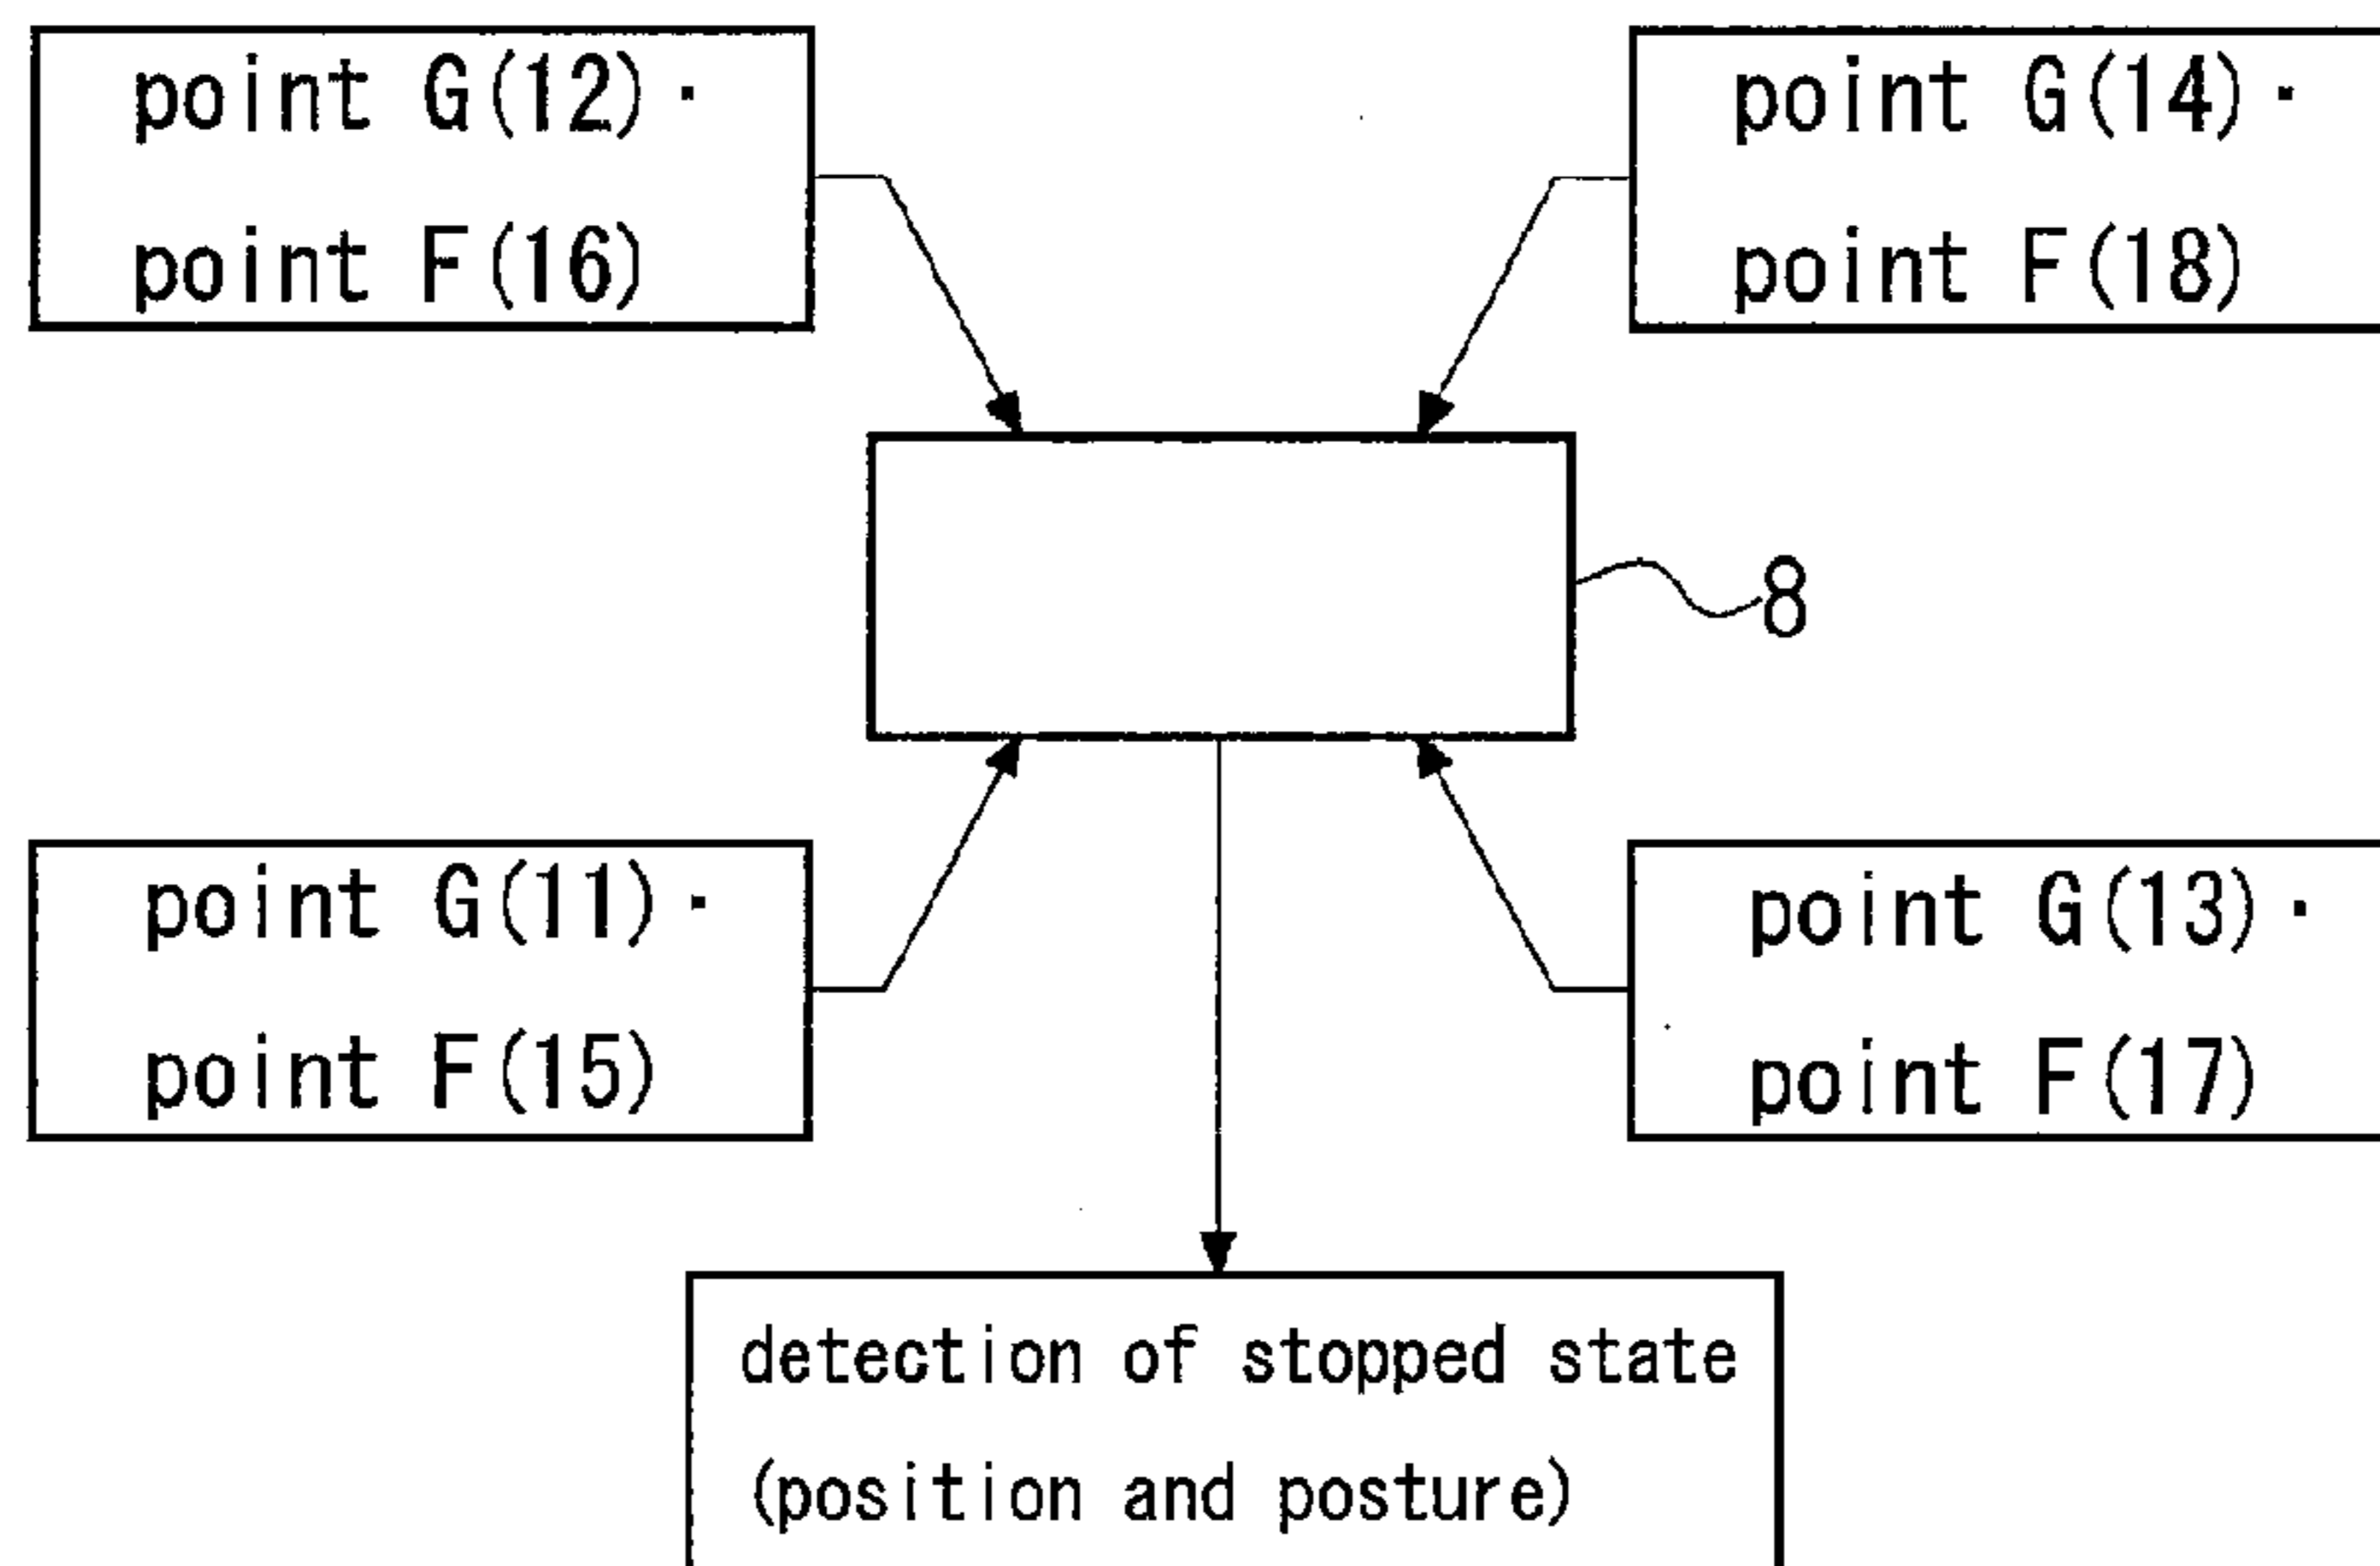 point G(12)·
point F(16)
point G(14)·
point F(18)
8
point G(11)·
point F(15)
point G(13)·
point F(17)
detection of stopped state
(position and posture)